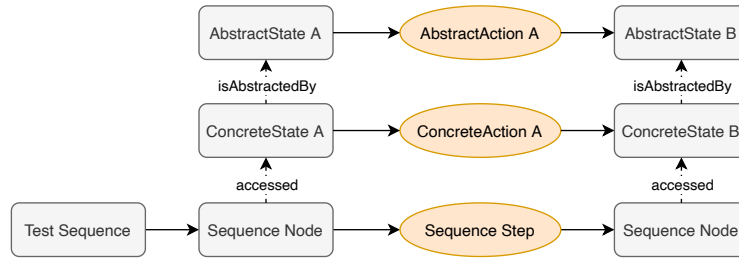 AbstractState A
AbstractAction A
AbstractState B
isAbstractedBy
isAbstractedBy
ConcreteState A
ConcreteAction A
ConcreteState B
accessed
accessed
Test Sequence
Sequence Node
Sequence Step
Sequence Node